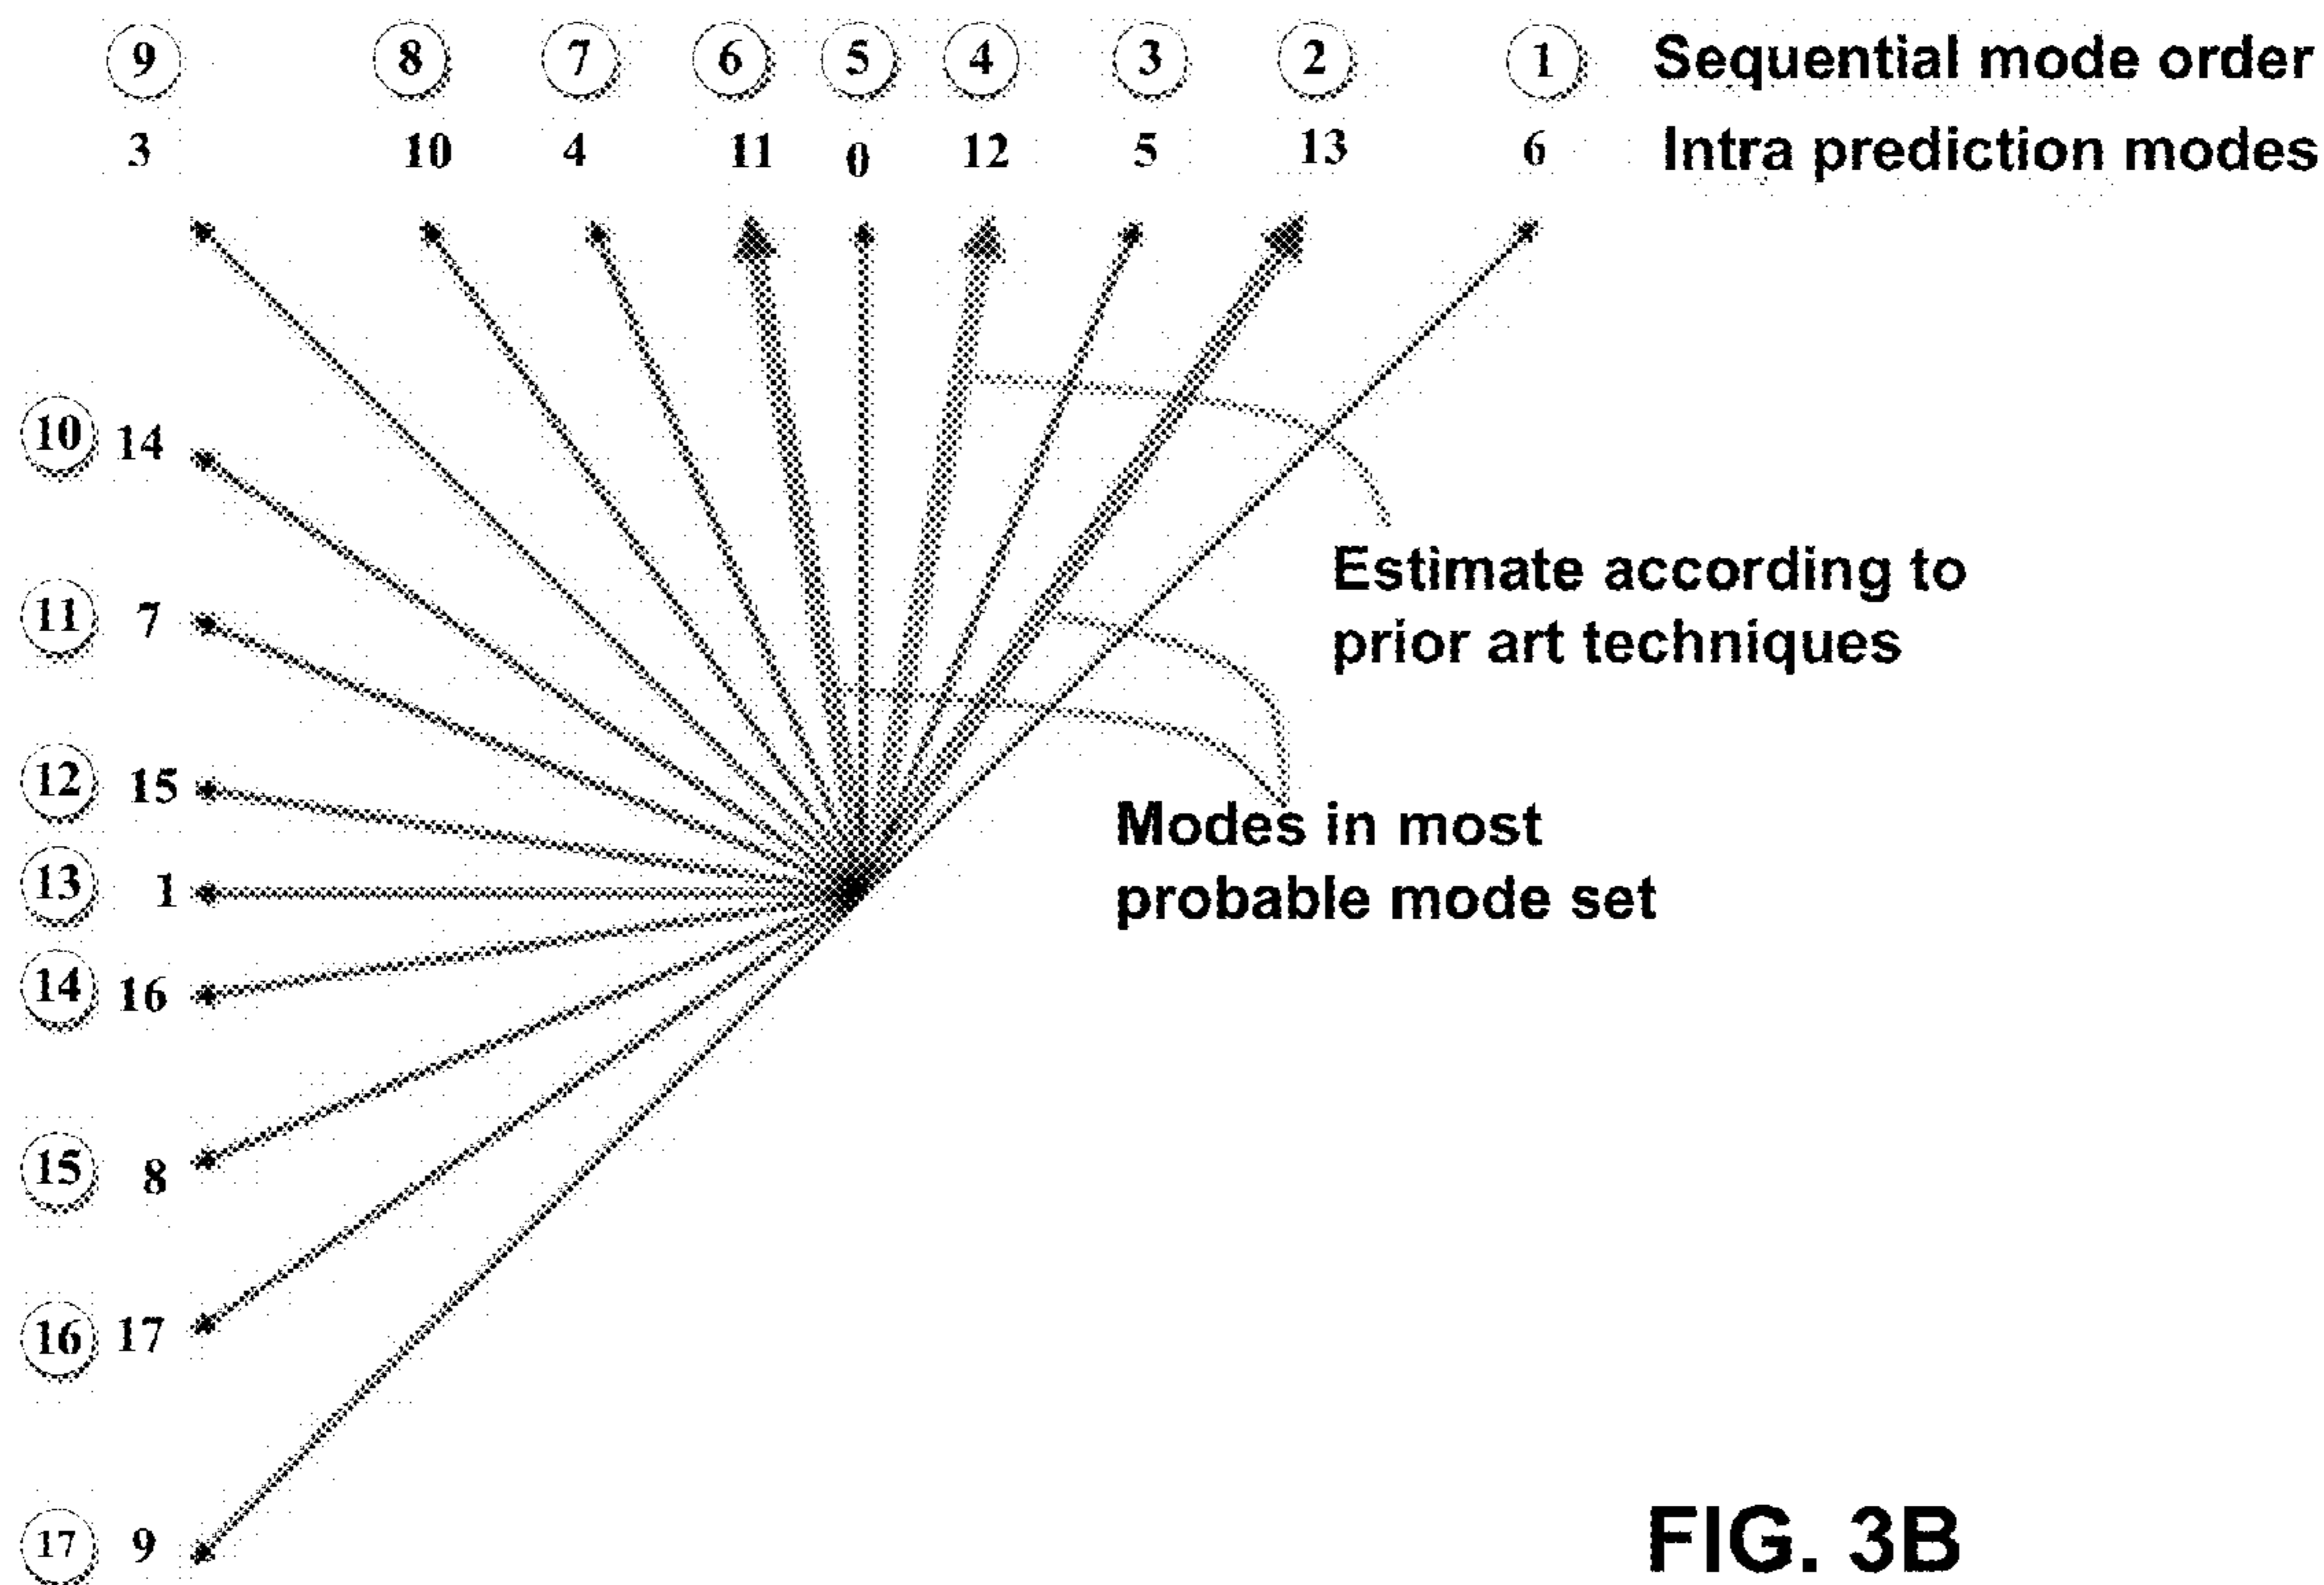 9 8 7 6 5 4 3 2 1 Sequential mode order
3 10 4 11 0 12 5 13 6 Intra prediction modes
10 14
Estimate according to
prior art techniques
11 7
12 15
Modes in most
probable mode set
13 1
14 16
15 8
16 17
17 9
FIG. 3B